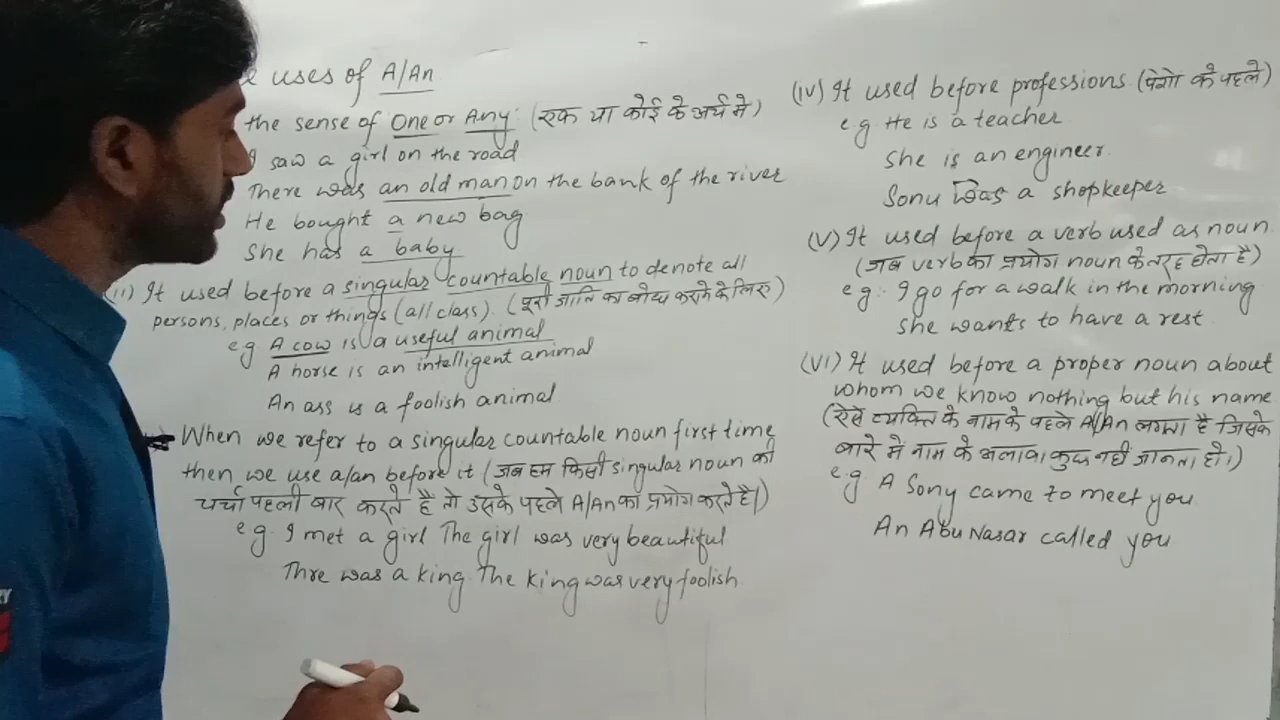 uses of A/An
the sense of One or Any: (एक या कोई के अर्थ में)
I saw a girl on the road
There was an old man on the bank of the river
He bought a new bag
She has a baby
(ii) It used before a singular countable noun to denote all
persons, places or things (all class). (पूरी जाति का बोध कराने के लिए)
eg A cow is a useful animal
A horse is an intelligent animal
An ass is a foolish animal
When we refer to a singular countable noun first time
then we use a/an before it (जब हम किसी singular noun की
चर्चा पहली बार करते है तो उसके पहले A/An का प्रयोग करते है।)
e.g. I met a girl The girl was very beautiful
Thre was a king. The king was very foolish
(iv) It used before professions (पेशो के पहले)
e g He is a teacher
She is an engineer.
Sonu was a shopkeeper
(V) It used before a verb used as noun
(जब verb का प्रयोग noun के तरह होता है)
eg:- I go for a walk in the morning
She wants to have a rest
(VI) It used before a proper noun about
whom we know nothing but his name
(ऐसे व्यक्ति के नाम के पहले A/An लगता है जिसके
बारे मे नाम के अलावा कुछ नही जानता हो।)
e.g A Sony came to meet you
An Abu Nasar called you